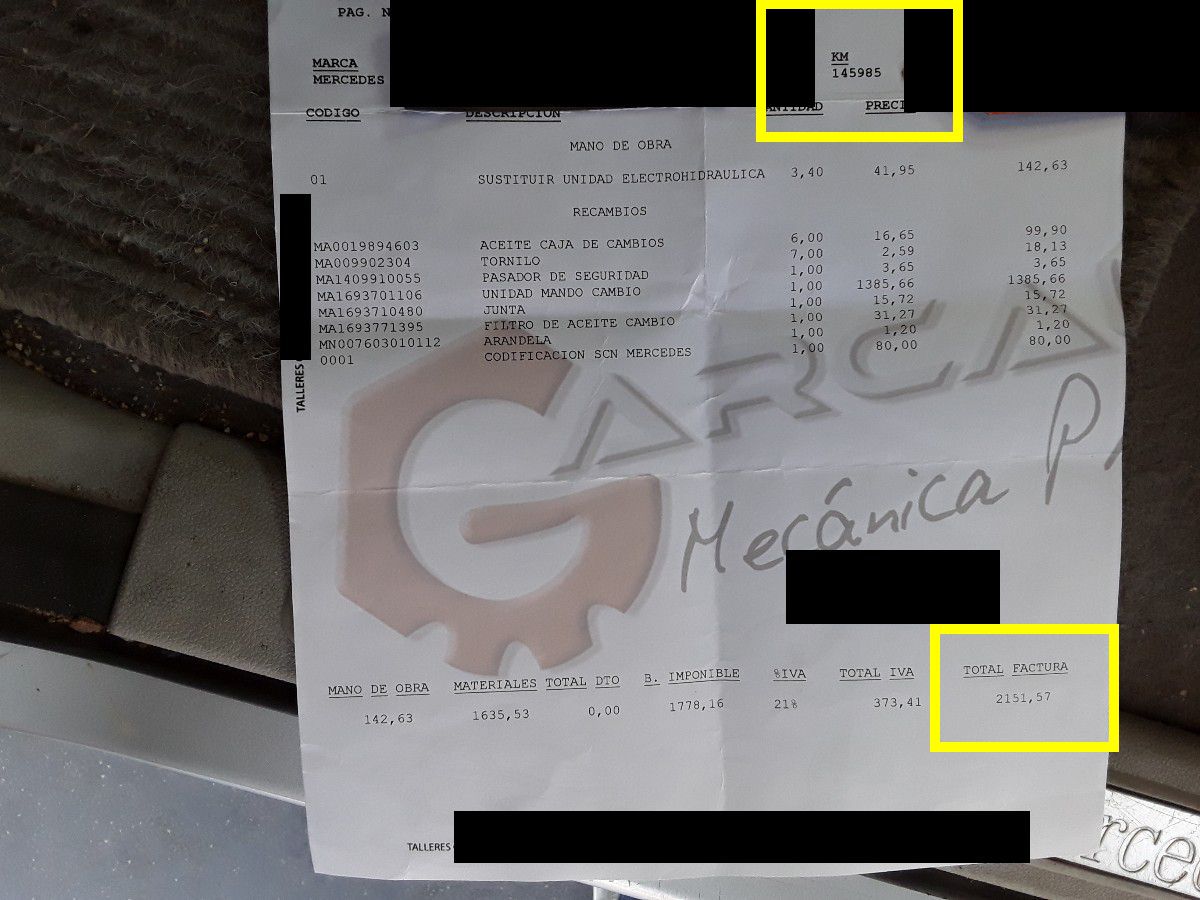 PAG. N
MARCA
MERCEDES
KM
145985
CODIGO DESCRIPCION ANTIDAD PRECI
MANO DE OBRA
01 SUSTITUIR UNIDAD ELECTROHIDRAULICA 3,40 41,95 142,63
RECAMBIOS
MA0019894603 ACEITE CAJA DE CAMBIOS 6,00 16,65 99,90
MA009902304 TORNILO 7,00 2,59 18,13
MA1409910055 PASADOR DE SEGURIDAD 1,00 3,65 3,65
MA1693701106 UNIDAD MANDO CAMBIO 1,00 1385,66 1385,66
MA1693710480 JUNTA 1,00 15,72 15,72
MA1693771395 FILTRO DE ACEITE CAMBIO 1,00 31,27 31,27
MN007603010112 ARANDELA 1,00 1,20 1,20
0001 CODIFICACION SCN MERCEDES 1,00 80,00 80,00
TALLERES
GARCA
Mecánica P
MANO DE OBRA MATERIALES TOTAL DTO B. IMPONIBLE %IVA TOTAL IVA TOTAL FACTURA
142,63 1635,53 0,00 1778,16 21% 373,41 2151,57
TALLERES
rced